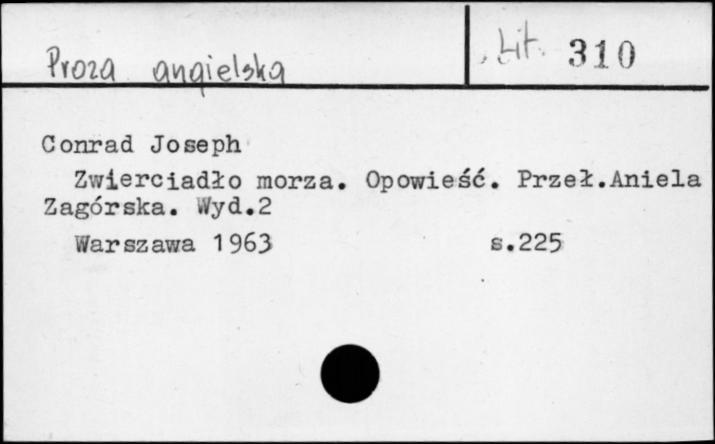 Proza angielska
Lit. 310
Conrad Joseph
Zwierciadło morza. Opowieść. Przeł.Aniela
Zagórska. Wyd.2
Warszawa 1963 s.225